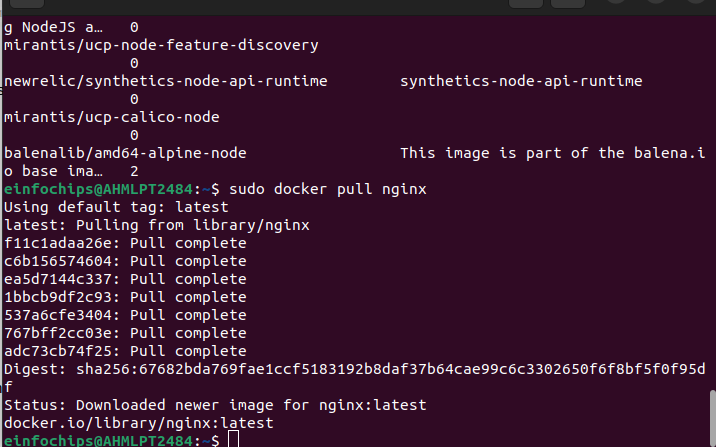 g NodeJS a…   0
mirantis/ucp-node-feature-discovery
              0
newrelic/synthetics-node-api-runtime        synthetics-node-api-runtime
              0
mirantis/ucp-calico-node
              0
balenalib/amd64-alpine-node                 This image is part of the balena.i
o base ima…   2
einfochips@AHMLPT2484:~$ sudo docker pull nginx
Using default tag: latest
latest: Pulling from library/nginx
f11c1adaa26e: Pull complete
c6b156574604: Pull complete
ea5d7144c337: Pull complete
1bbcb9df2c93: Pull complete
537a6cfe3404: Pull complete
767bff2cc03e: Pull complete
adc73cb74f25: Pull complete
Digest: sha256:67682bda769fae1ccf5183192b8daf37b64cae99c6c3302650f6f8bf5f0f95d
f
Status: Downloaded newer image for nginx:latest
docker.io/library/nginx:latest
einfochips@AHMLPT2484:~$